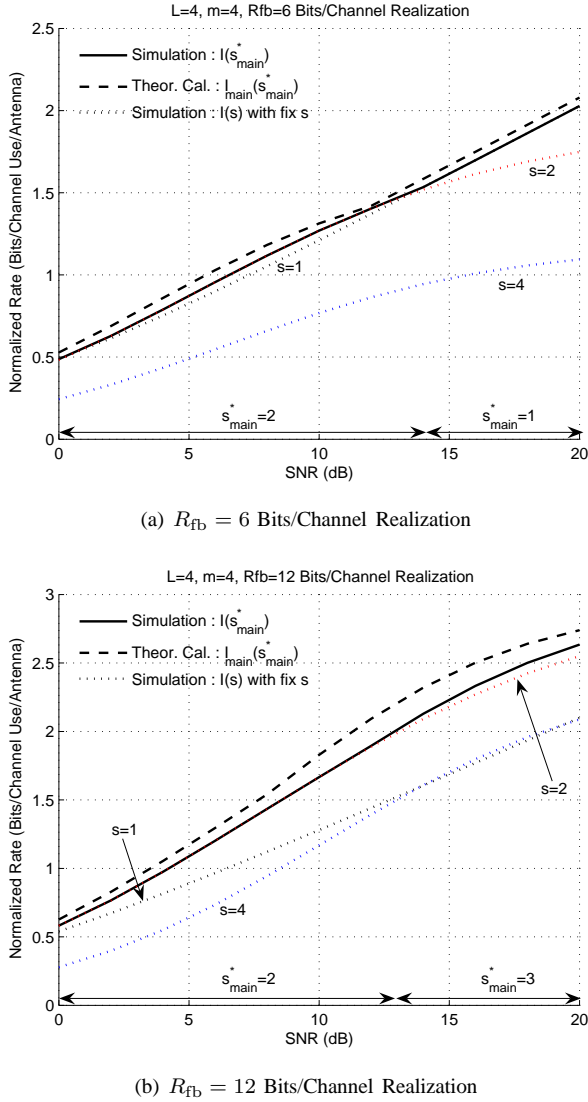 L=4, m=4, Rfb=6 Bits/Channel Realization
Normalized Rate (Bits/Channel Use/Antenna)
2.5
2
1.5
1
0.5
0
Simulation : I(s*main)
Theor. Cal. : Imain(s*main)
Simulation : I(s) with fix s
s=2
s=1
s=4
s*main=2
s*main=1
0
5
10
15
20
SNR (dB)
(a) Rfb = 6 Bits/Channel Realization
L=4, m=4, Rfb=12 Bits/Channel Realization
Normalized Rate (Bits/Channel Use/Antenna)
3
2.5
2
1.5
1
0.5
0
Simulation : I(s*main)
Theor. Cal.: Imain(s*main)
Simulation : I(s) with fix s
s=2
s=1
s=4
s*main=2
s*main=3
0
5
10
15
20
SNR (dB)
(b) Rfb = 12 Bits/Channel Realization